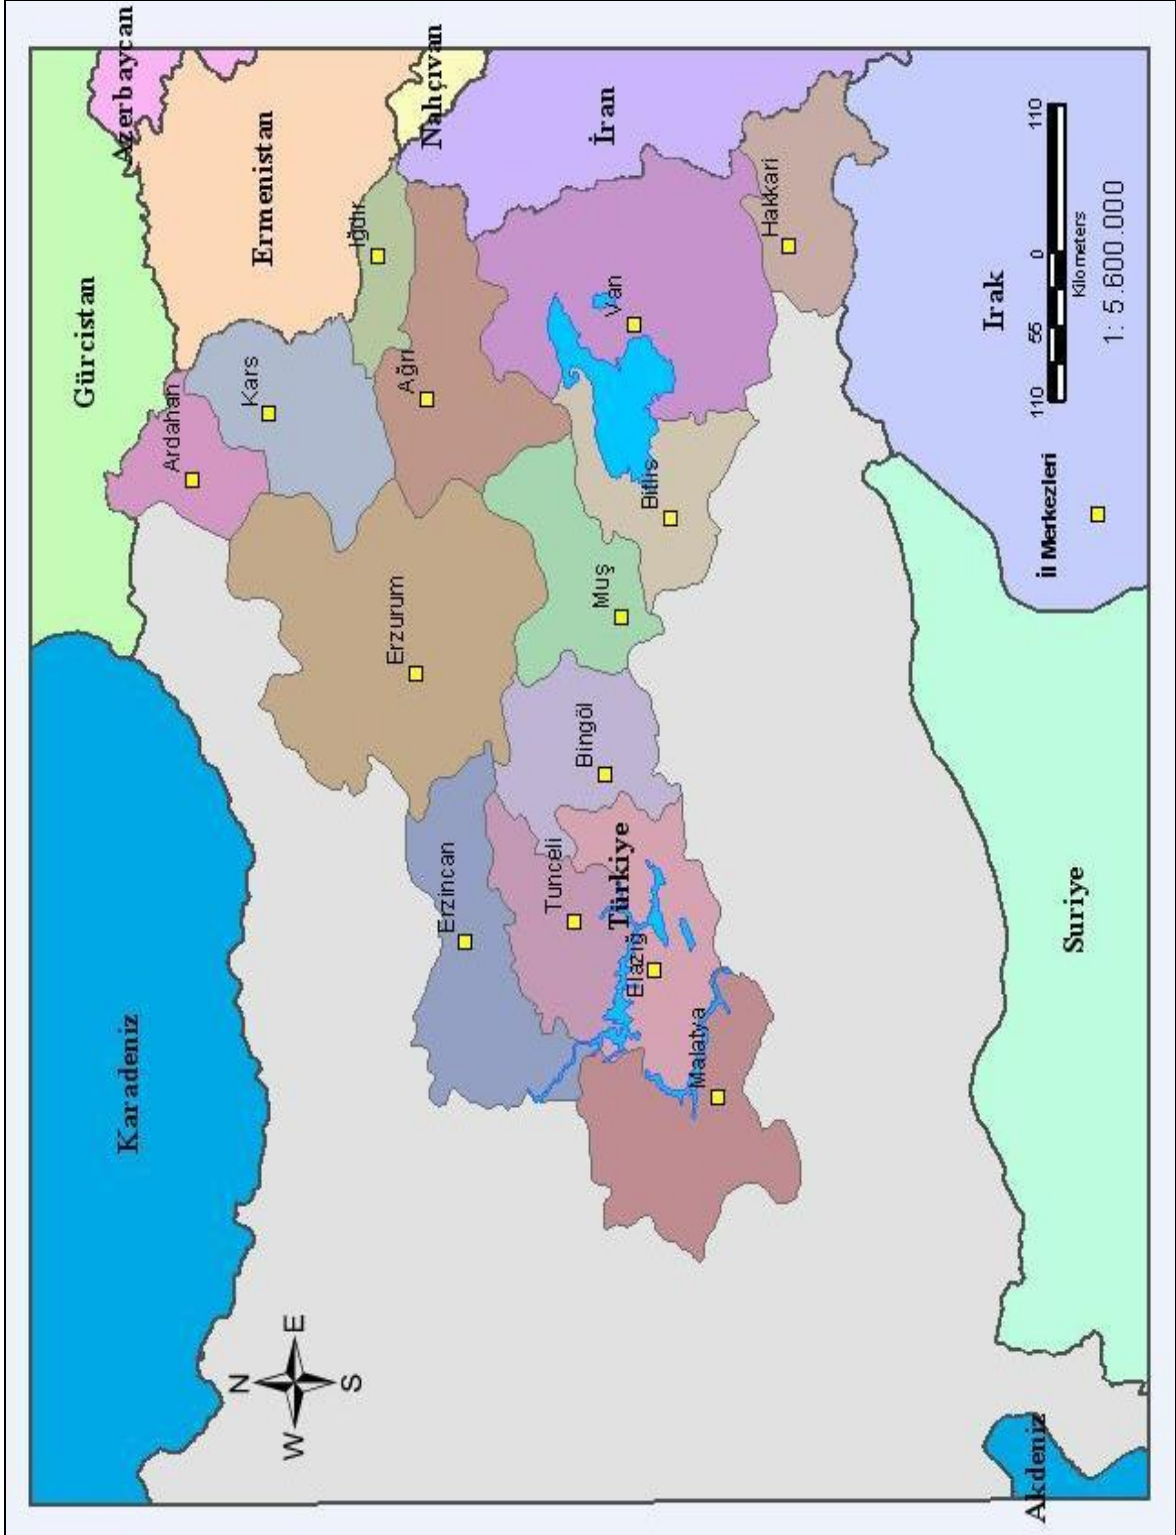 Karadeniz
Gürcistan
Azerbaycan
Ermenistan
Nahçıvan
İran
Ardahan
Kars
Iğdır
Ağrı
Erzurum
Erzincan
Tunceli
Bingöl
Muş
Bitlis
Van
Hakkari
Türkiye
Elazığ
Malatya
N
W
E
S
Akdeniz
Suriye
Irak
İl Merkezleri
110
55
0
110
Kilometers
1: 5.600.000